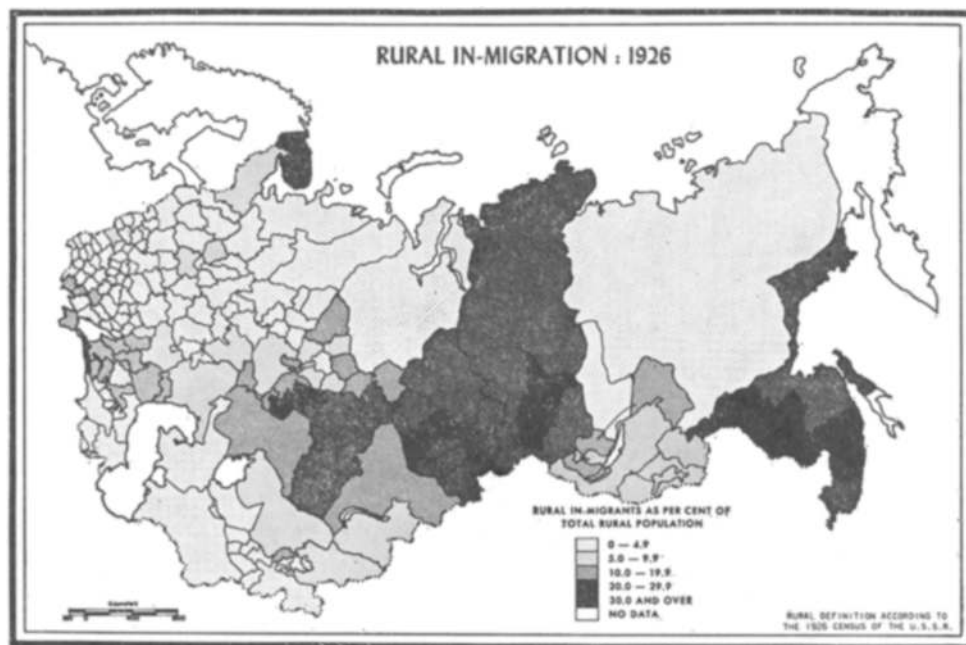 RURAL IN-MIGRATION : 1926
RURAL IN-MIGRANTS AS PER CENT OF
TOTAL RURAL POPULATION
0 — 4.9
5.0 — 9.9
10.0 — 19.9
20.0 — 29.9
30.0 AND OVER
NO DATA
RURAL DEFINITION ACCORDING TO
THE 1926 CENSUS OF THE U.S.S.R.